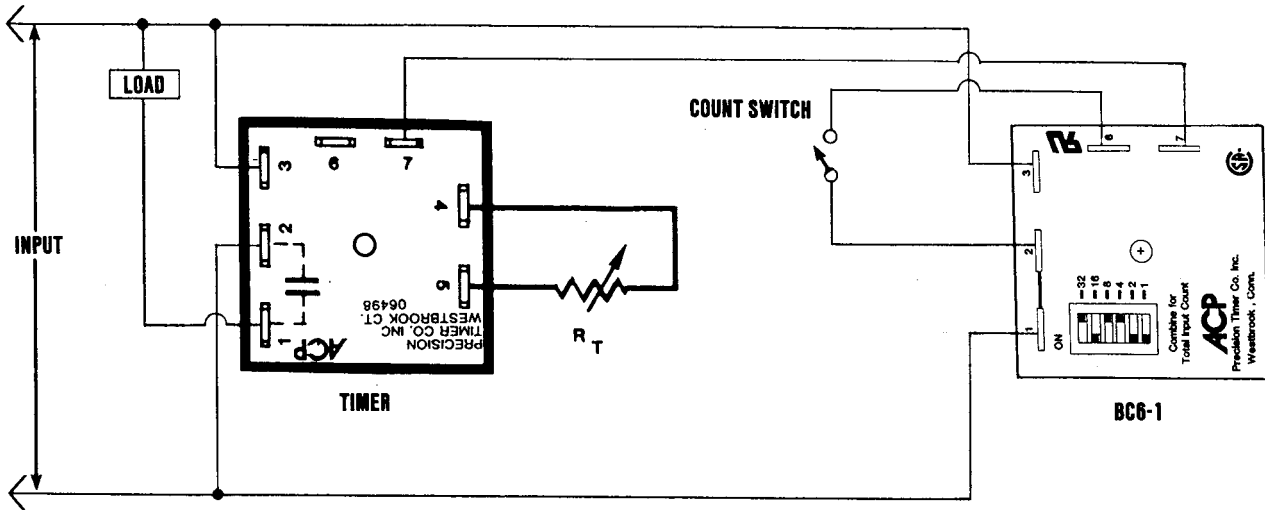 LOAD
INPUT
3
6
7
2
1
4
5
ACP
PRECISION
TIMER CO. INC
WESTBROOK CT.
06498
TIMER
R T
COUNT SWITCH
6
7
3
2
1
ON
32
16
8
4
2
1
Combine for
Total Input Count
ACP
Precision Timer Co. Inc.
Westbrook, Conn.
BC6-1